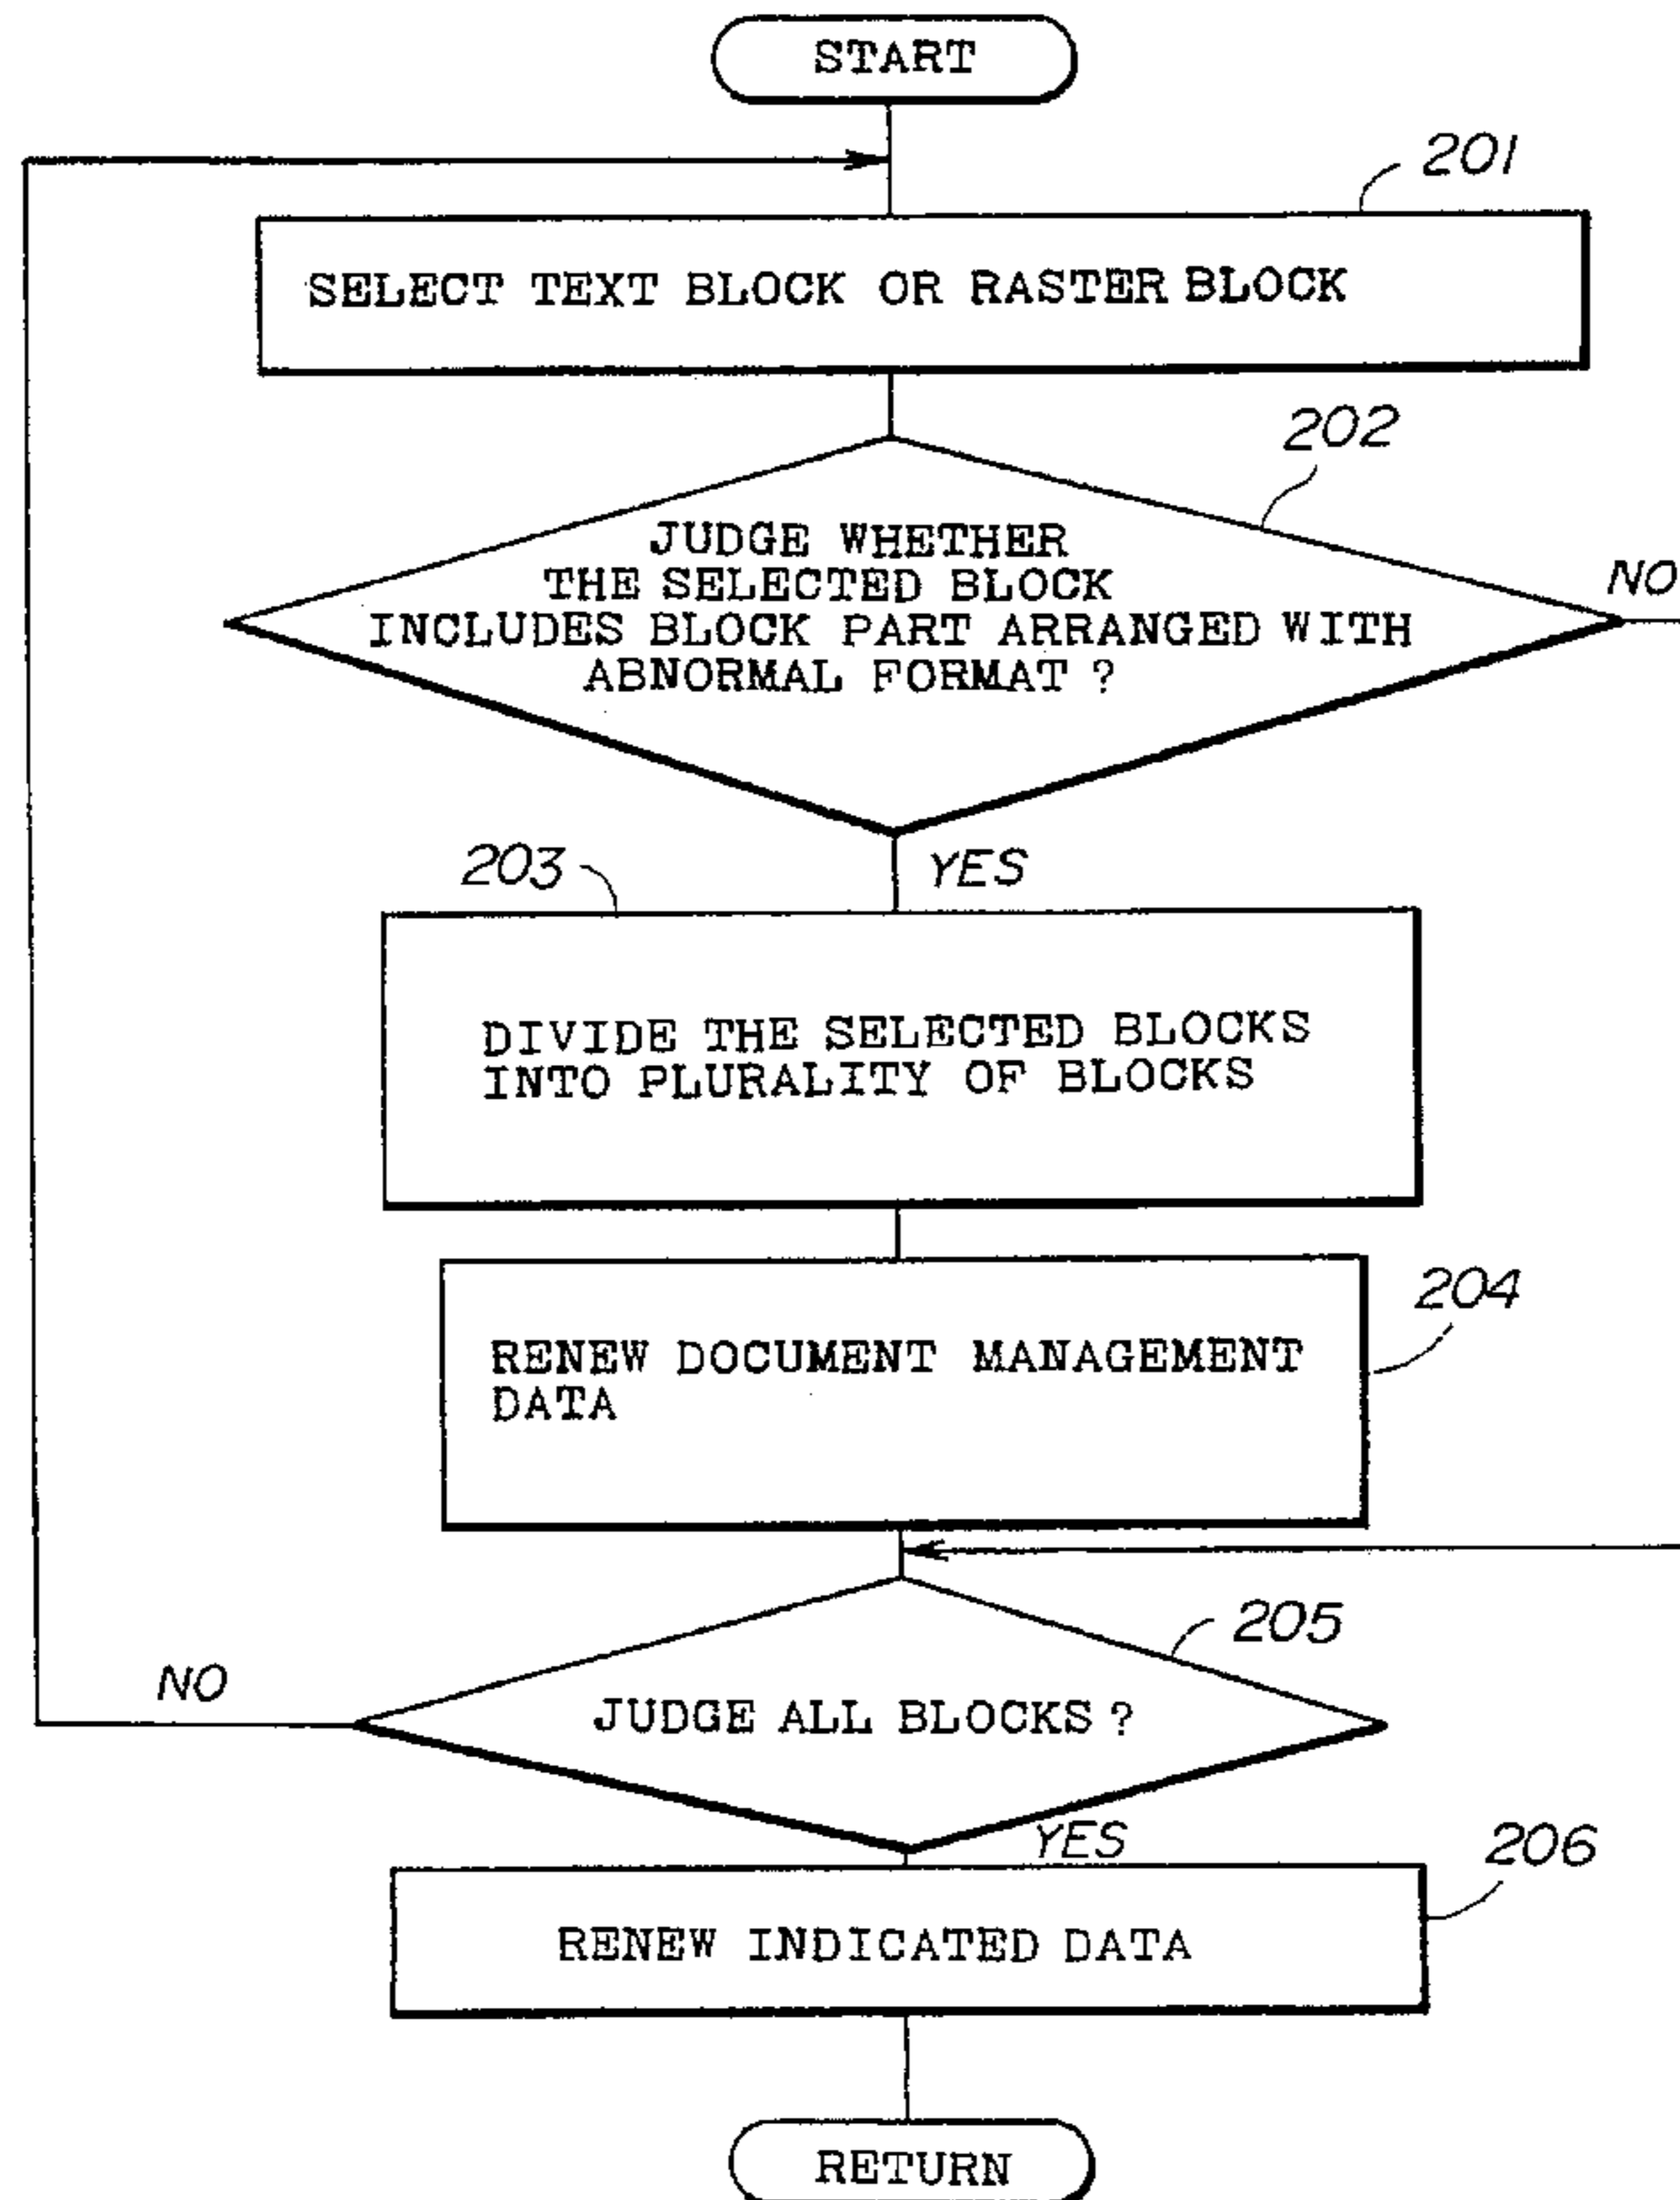 START
201
SELECT TEXT BLOCK OR RASTER BLOCK
202
JUDGE WHETHER
THE SELECTED BLOCK
INCLUDES BLOCK PART ARRANGED WITH
ABNORMAL FORMAT ?
NO
YES
203
DIVIDE THE SELECTED BLOCKS
INTO PLURALITY OF BLOCKS
204
RENEW DOCUMENT MANAGEMENT
DATA
205
NO
JUDGE ALL BLOCKS ?
YES
206
RENEW INDICATED DATA
RETURN